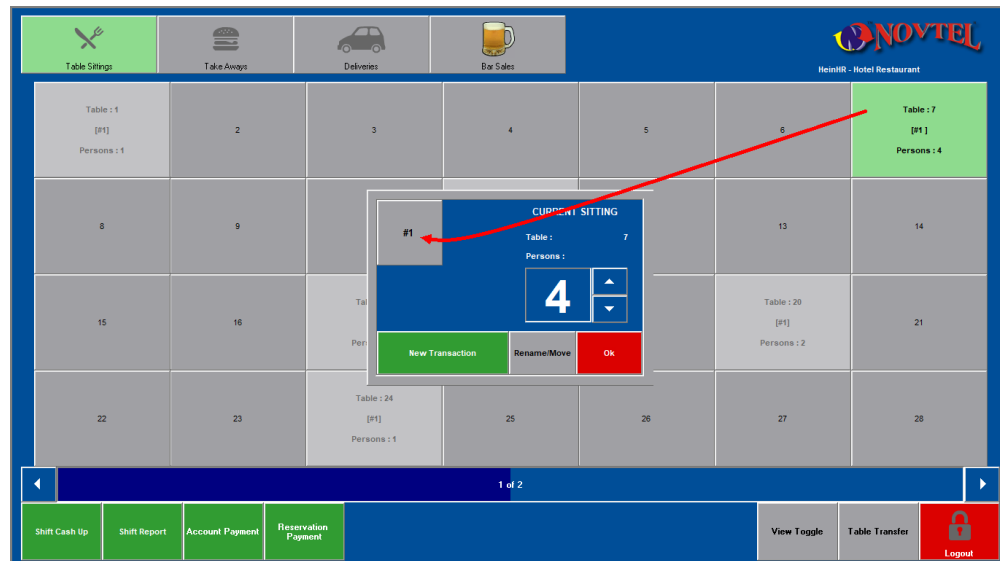 NOVTEL
Table Sittings
Take Aways
Deliveries
Bar Sales
HeinHR - Hotel Restaurant
Table : 1
[#1]
Persons : 1
2
3
4
5
6
Table : 7
[#1 ]
Persons : 4
8
9
13
14
#1
CURRENT SITTING
Table : 7
Persons :
4
New Transaction
Rename/Move
Ok
15
16
Table : 20
[#1]
Persons : 2
21
22
23
Table : 24
[#1]
Persons : 1
25
26
27
28
1 of 2
Shift Cash Up
Shift Report
Account Payment
Reservation
Payment
View Toggle
Table Transfer
Logout